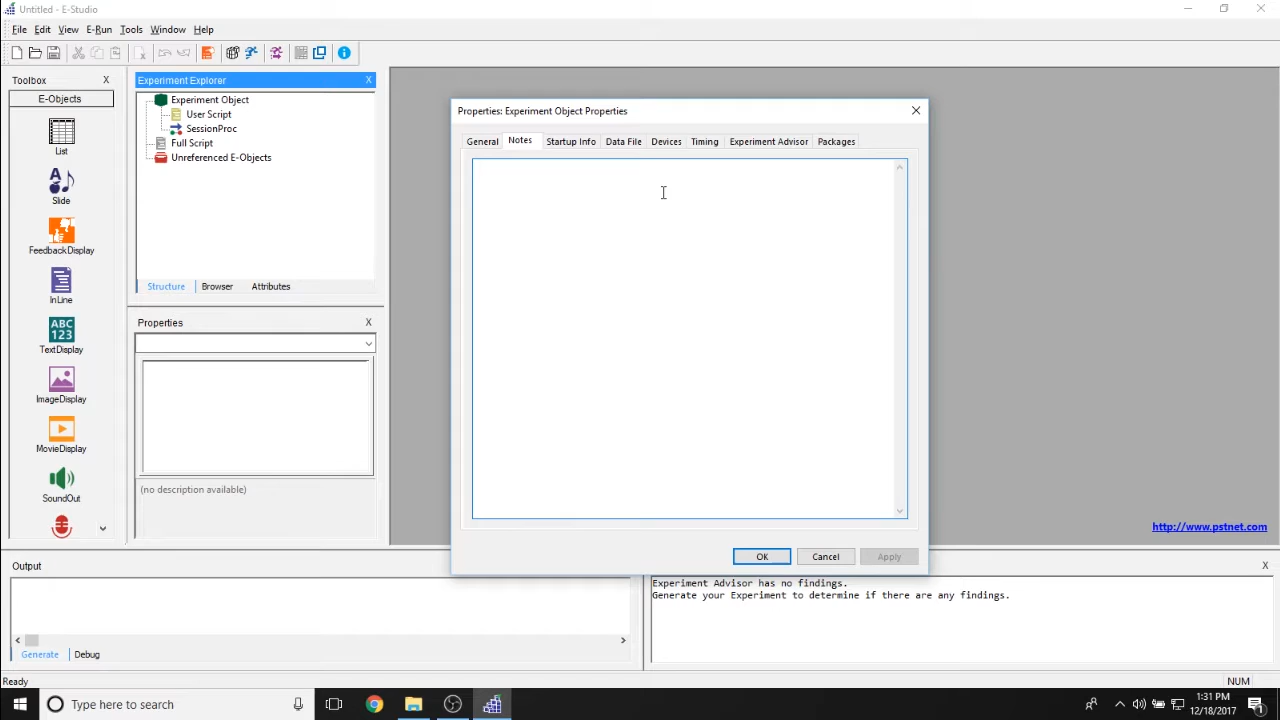 Untitled - E-Studio
File Edit View E-Run Tools Window Help
Toolbox X
E-Objects
List
Slide
FeedbackDisplay
InLine
ABC
123
TextDisplay
ImageDisplay
MovieDisplay
SoundOut
Experiment Explorer X
Experiment Object
User Script
SessionProc
Full Script
Unreferenced E-Objects
Structure Browser Attributes
Properties X
(no description available)
Properties: Experiment Object Properties
General Notes Startup Info Data File Devices Timing Experiment Advisor Packages
OK Cancel Apply
http://www.pstnet.com
Output
Generate Debug
X
Experiment Advisor has no findings.
Generate your Experiment to determine if there are any findings.
Ready NUM
Type here to search
1:31 PM
12/18/2017
1